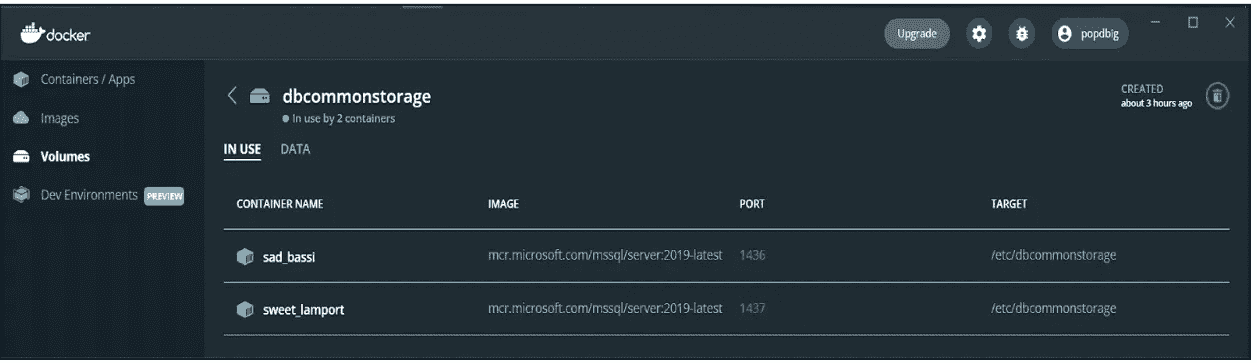 docker
Upgrade
popdbig
Containers / Apps
Images
Volumes
Dev Environments PREVIEW
dbcommonstorage
In use by 2 containers
CREATED
about 3 hours ago
IN USE DATA
CONTAINER NAME IMAGE PORT TARGET
sad_bassi mcr.microsoft.com/mssql/server:2019-latest 1436 /etc/dbcommonstorage
sweet_lamport mcr.microsoft.com/mssql/server:2019-latest 1437 /etc/dbcommonstorage